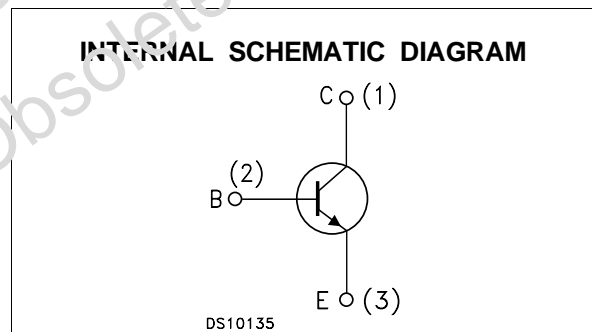 Obsolete
INTERNAL SCHEMATIC DIAGRAM
C (1)
(2)
B
E (3)
DS10135